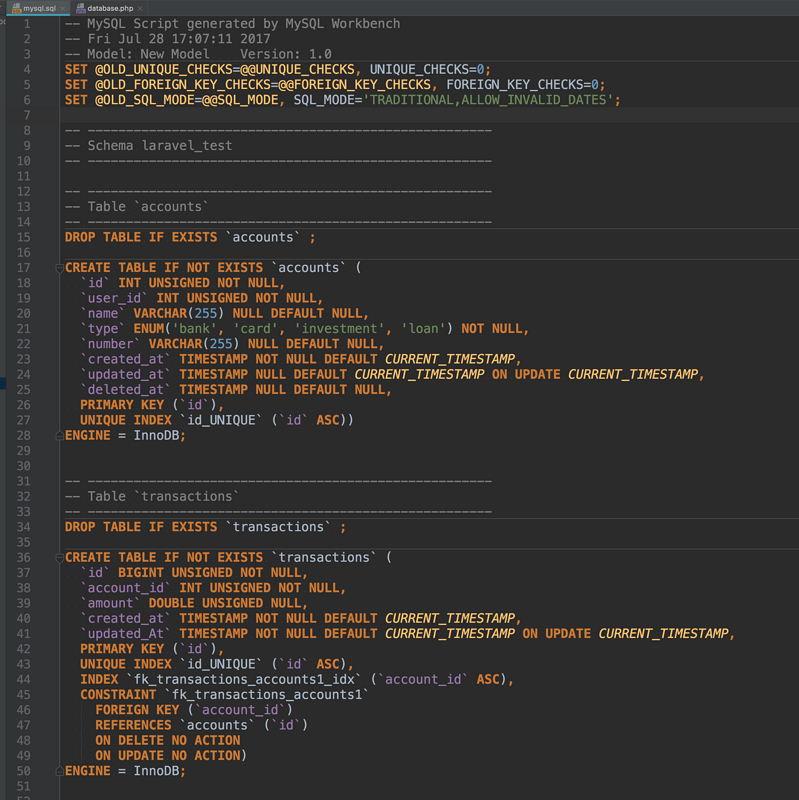 mysql.sql × database.php ×
1 -- MySQL Script generated by MySQL Workbench
2 -- Fri Jul 28 17:07:11 2017
3 -- Model: New Model    Version: 1.0
4 SET @OLD_UNIQUE_CHECKS=@@UNIQUE_CHECKS, UNIQUE_CHECKS=0;
5 SET @OLD_FOREIGN_KEY_CHECKS=@@FOREIGN_KEY_CHECKS, FOREIGN_KEY_CHECKS=0;
6 SET @OLD_SQL_MODE=@@SQL_MODE, SQL_MODE='TRADITIONAL,ALLOW_INVALID_DATES';
7
8 -- -----------------------------------------------------
9 -- Schema laravel_test
10 -- -----------------------------------------------------
11
12 -- -----------------------------------------------------
13 -- Table `accounts`
14 -- -----------------------------------------------------
15 DROP TABLE IF EXISTS `accounts` ;
16
17 CREATE TABLE IF NOT EXISTS `accounts` (
18   `id` INT UNSIGNED NOT NULL,
19   `user_id` INT UNSIGNED NOT NULL,
20   `name` VARCHAR(255) NULL DEFAULT NULL,
21   `type` ENUM('bank', 'card', 'investment', 'loan') NOT NULL,
22   `number` VARCHAR(255) NULL DEFAULT NULL,
23   `created_at` TIMESTAMP NOT NULL DEFAULT CURRENT_TIMESTAMP,
24   `updated_at` TIMESTAMP NULL DEFAULT CURRENT_TIMESTAMP ON UPDATE CURRENT_TIMESTAMP,
25   `deleted_at` TIMESTAMP NULL DEFAULT NULL,
26   PRIMARY KEY (`id`),
27   UNIQUE INDEX `id_UNIQUE` (`id` ASC))
28 ENGINE = InnoDB;
29
30
31 -- -----------------------------------------------------
32 -- Table `transactions`
33 -- -----------------------------------------------------
34 DROP TABLE IF EXISTS `transactions` ;
35
36 CREATE TABLE IF NOT EXISTS `transactions` (
37   `id` BIGINT UNSIGNED NOT NULL,
38   `account_id` INT UNSIGNED NOT NULL,
39   `amount` DOUBLE UNSIGNED NULL,
40   `created_at` TIMESTAMP NOT NULL DEFAULT CURRENT_TIMESTAMP,
41   `updated_At` TIMESTAMP NOT NULL DEFAULT CURRENT_TIMESTAMP ON UPDATE CURRENT_TIMESTAMP,
42   PRIMARY KEY (`id`),
43   UNIQUE INDEX `id_UNIQUE` (`id` ASC),
44   INDEX `fk_transactions_accounts1_idx` (`account_id` ASC),
45   CONSTRAINT `fk_transactions_accounts1`
46     FOREIGN KEY (`account_id`)
47     REFERENCES `accounts` (`id`)
48     ON DELETE NO ACTION
49     ON UPDATE NO ACTION)
50 ENGINE = InnoDB;
51